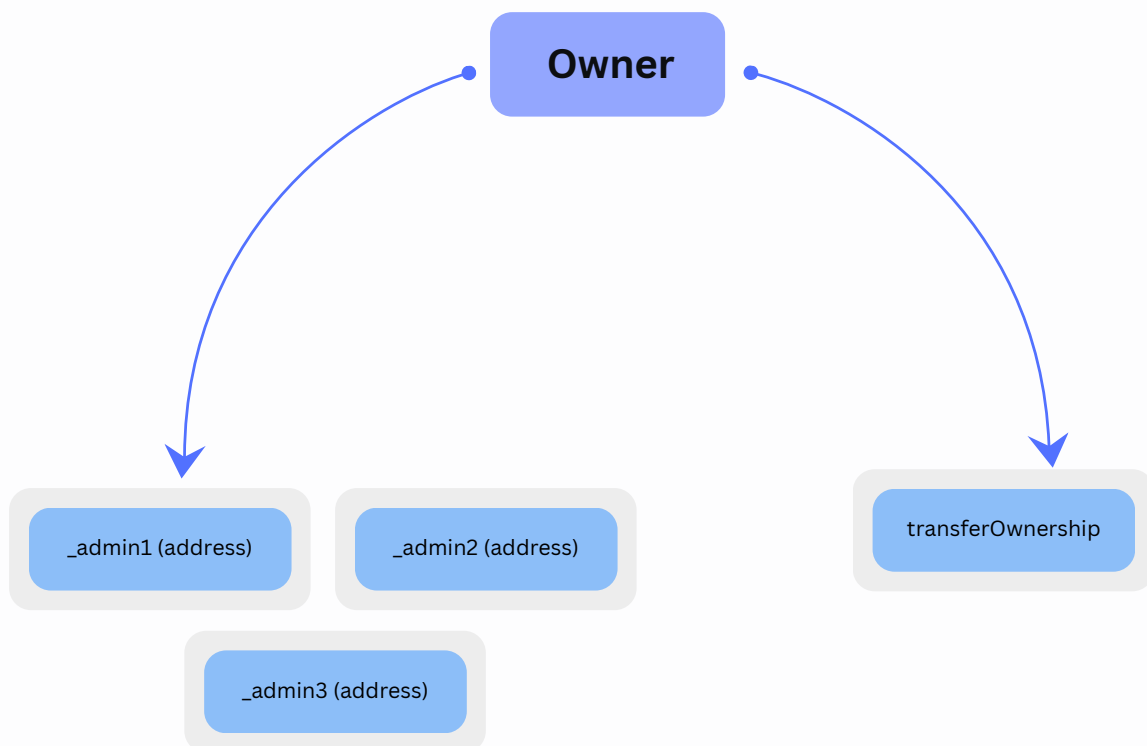 Owner
_admin1 (address)
_admin2 (address)
transferOwnership
_admin3 (address)